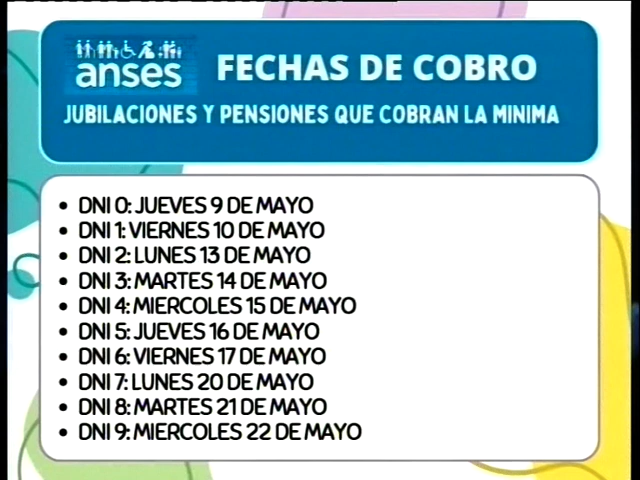 anses
FECHAS DE COBRO
JUBILACIONES Y PENSIONES QUE COBRAN LA MINIMA
• DNI 0: JUEVES 9 DE MAYO
• DNI 1: VIERNES 10 DE MAYO
• DNI 2: LUNES 13 DE MAYO
• DNI 3: MARTES 14 DE MAYO
• DNI 4: MIERCOLES 15 DE MAYO
• DNI 5: JUEVES 16 DE MAYO
• DNI 6: VIERNES 17 DE MAYO
• DNI 7: LUNES 20 DE MAYO
• DNI 8: MARTES 21 DE MAYO
• DNI 9: MIERCOLES 22 DE MAYO